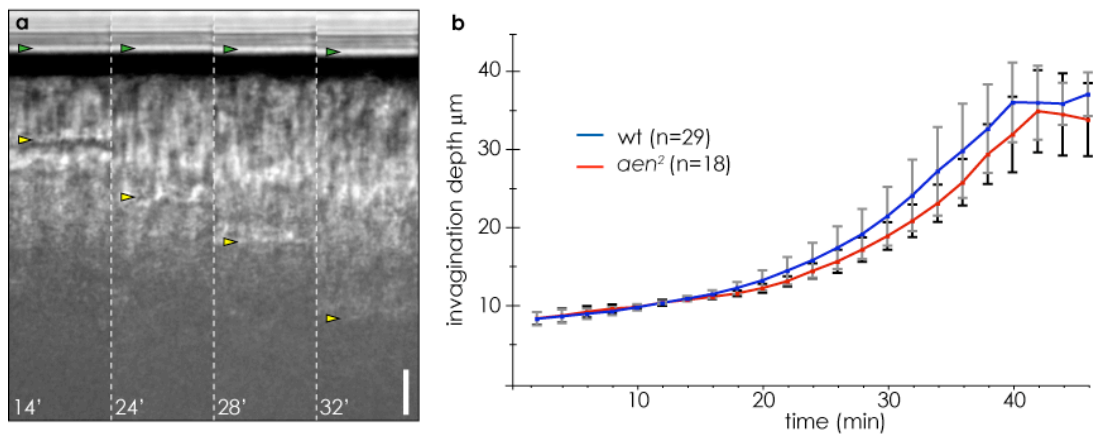 a
14' 24' 28' 32'
b
invagination depth μm
40
30
20
10
wt (n=29)
aen² (n=18)
10 20 30 40
time (min)